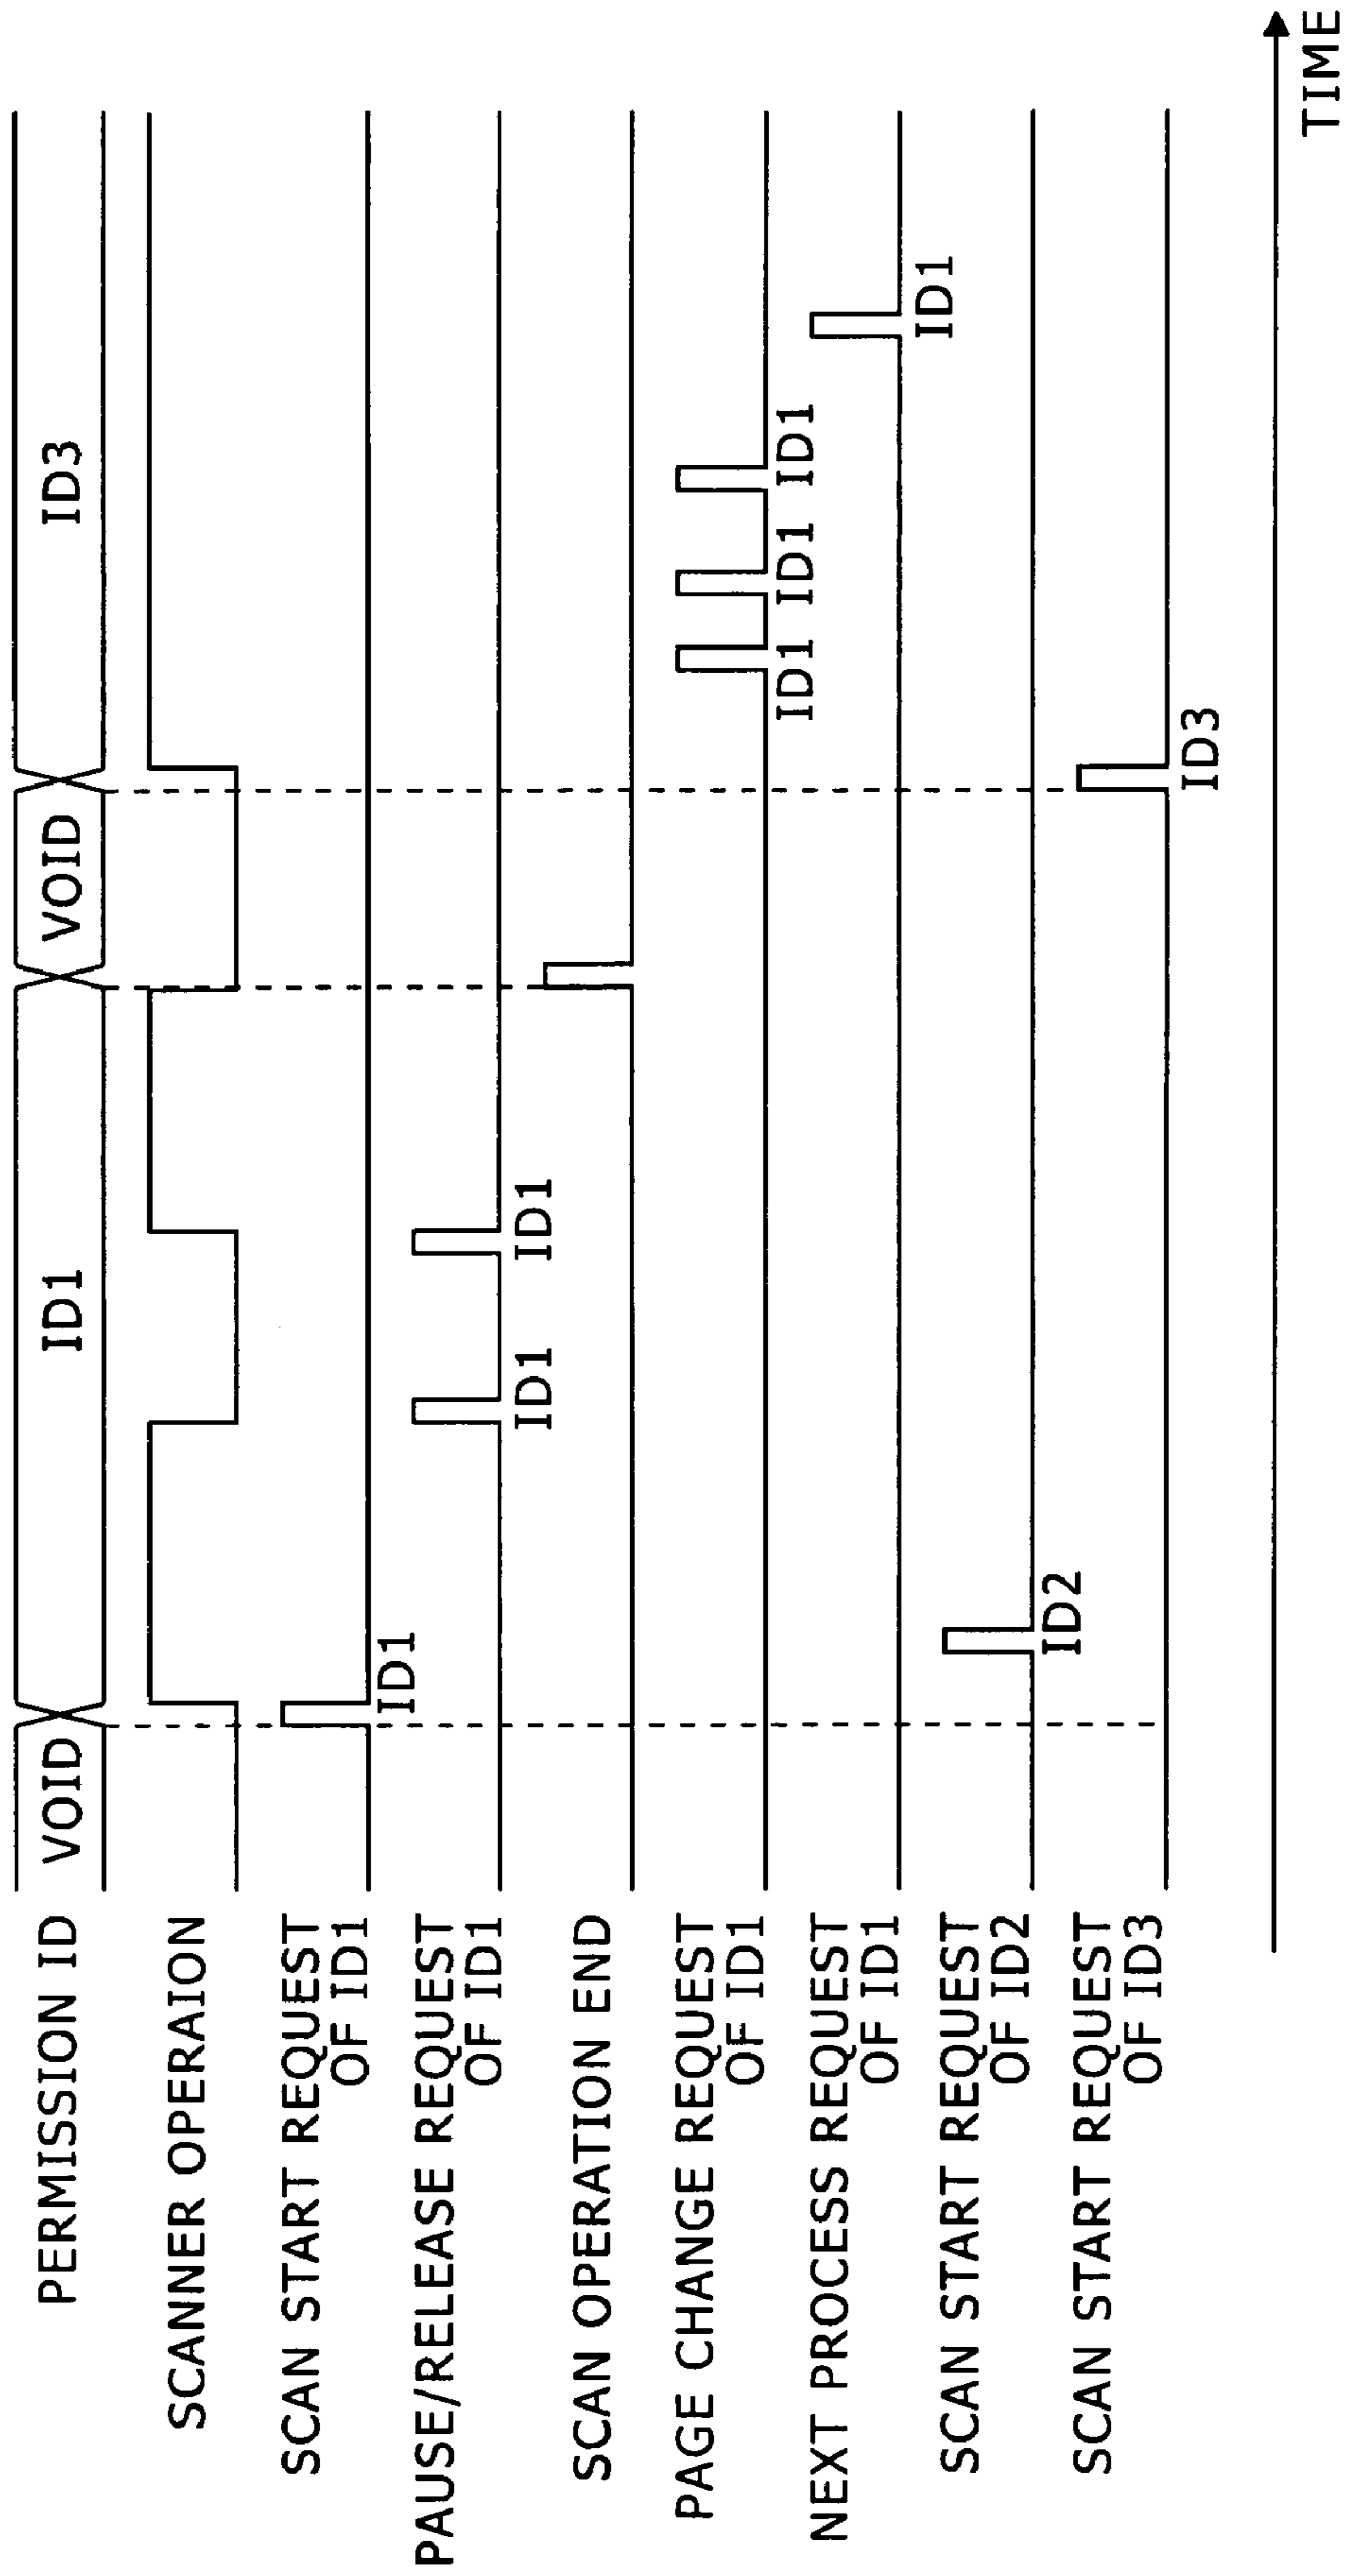 PERMISSION ID
VOID
ID1
VOID
ID3
SCANNER OPERAION
SCAN START REQUEST
OF ID1
ID1
PAUSE/RELEASE REQUEST
OF ID1
ID1
ID1
SCAN OPERATION END
PAGE CHANGE REQUEST
OF ID1
ID1
ID1
ID1
NEXT PROCESS REQUEST
OF ID1
ID1
SCAN START REQUEST
OF ID2
ID2
SCAN START REQUEST
OF ID3
ID3
TIME